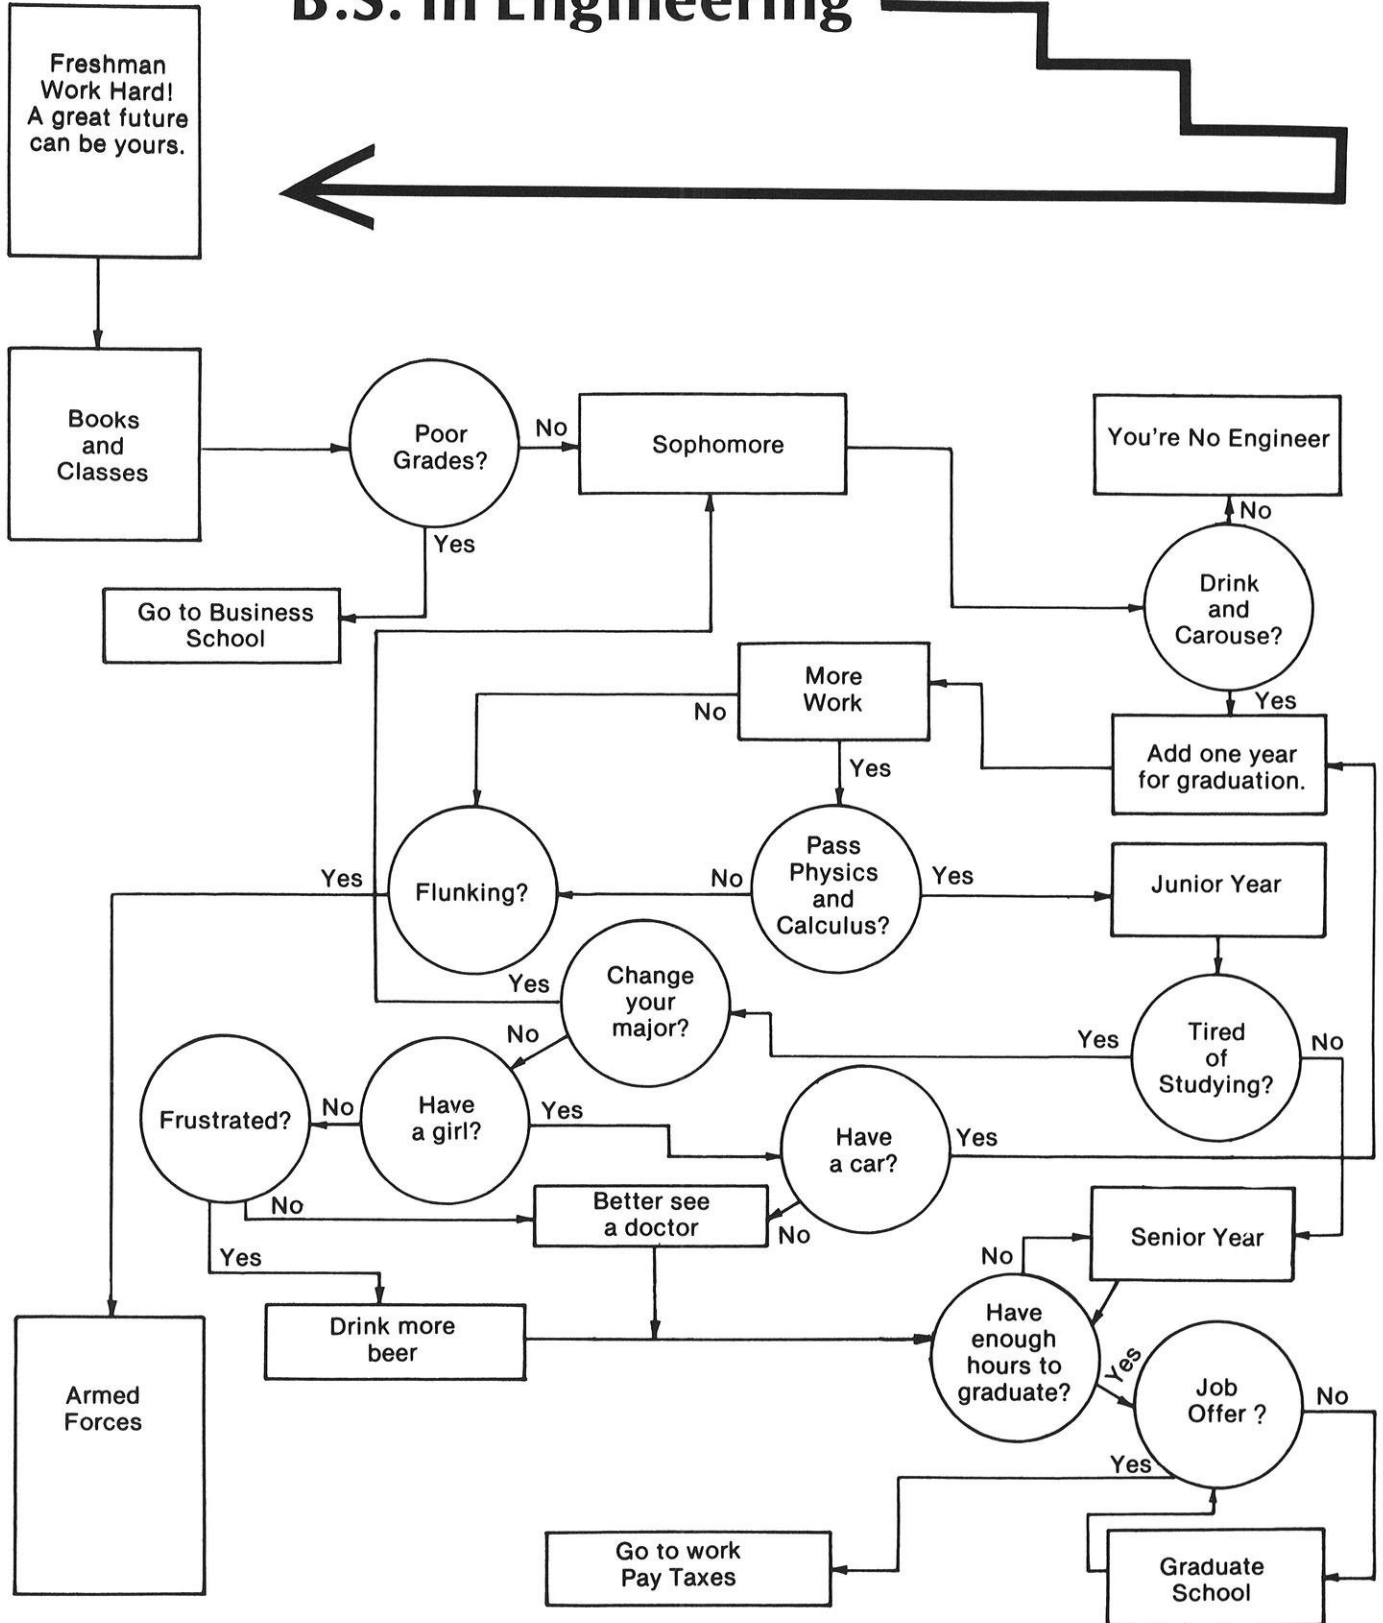 B.S. in Engineering
Freshman
Work Hard!
A great future
can be yours.
Books
and
Classes
Poor
Grades?
No
Sophomore
You're No Engineer
No
Yes
Drink
and
Carouse?
Go to Business
School
More
Work
Yes
No
Add one year
for graduation.
Yes
Pass
Physics
and
Calculus?
Yes
Flunking?
No
Yes
Junior Year
Change
your
major?
Yes
No
Tired
of
Studying?
Yes
No
Frustrated?
No
Have
a girl?
Yes
Have
a car?
Yes
No
Better see
a doctor
No
Senior Year
Yes
No
Drink more
beer
Have
enough
hours to
graduate?
Yes
Job
Offer ?
No
Armed
Forces
Yes
Go to work
Pay Taxes
Graduate
School